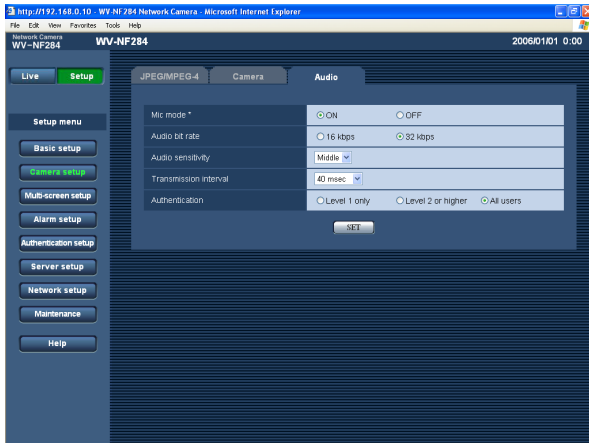 http://192.168.0.10 - WV-NF284 Network Camera - Microsoft Internet Explorer
File Edit View Favorites Tools Help
Network Camera
WV-NF284
WV-NF284
2006/01/01 0:00
Live Setup
JPEG/MPEG-4 Camera Audio
Setup menu
Basic setup
Camera setup
Multi-screen setup
Alarm setup
Authentication setup
Server setup
Network setup
Maintenance
Help
Mic mode * ON OFF
Audio bit rate 16 kbps 32 kbps
Audio sensitivity Middle
Transmission interval 40 msec
Authentication Level 1 only Level 2 or higher All users
SET